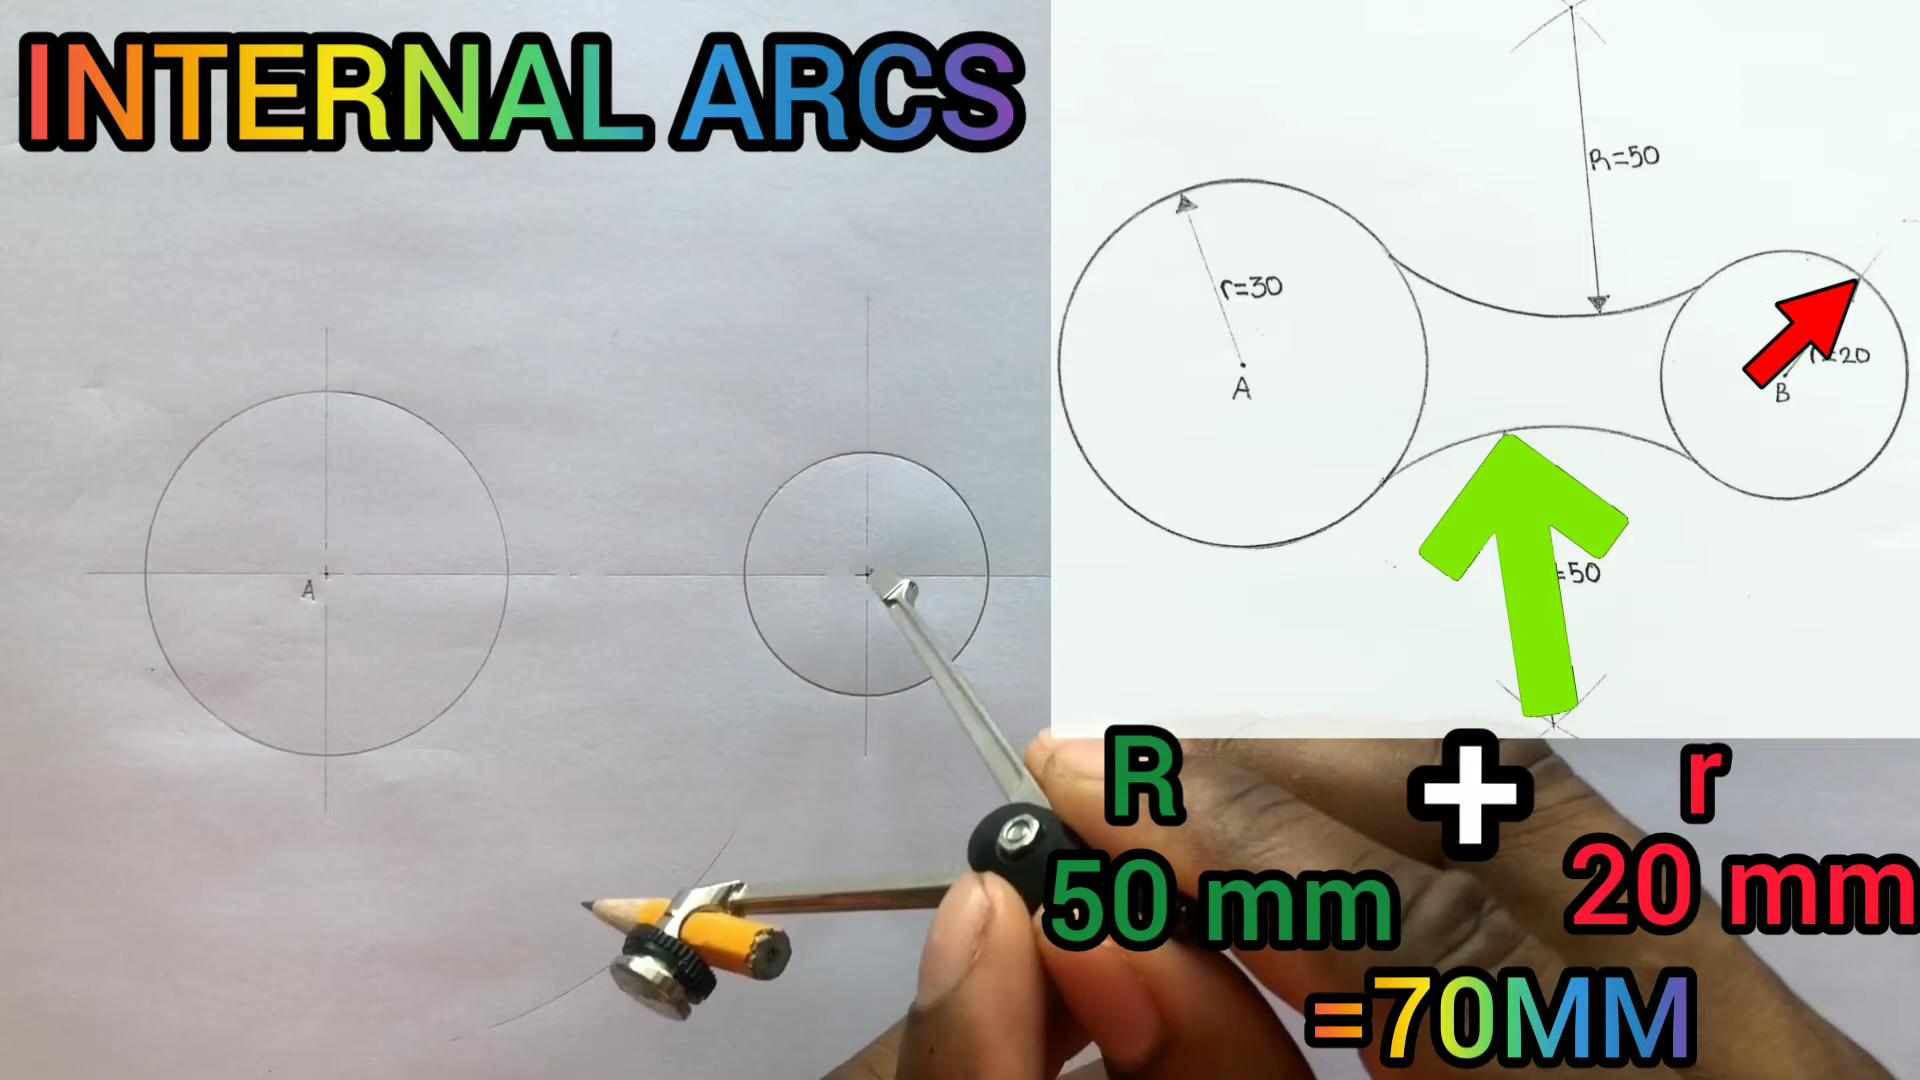 INTERNAL ARCS
R=50
r=30
r=20
A
B
A
=50
R + r
50 mm 20 mm
=70MM